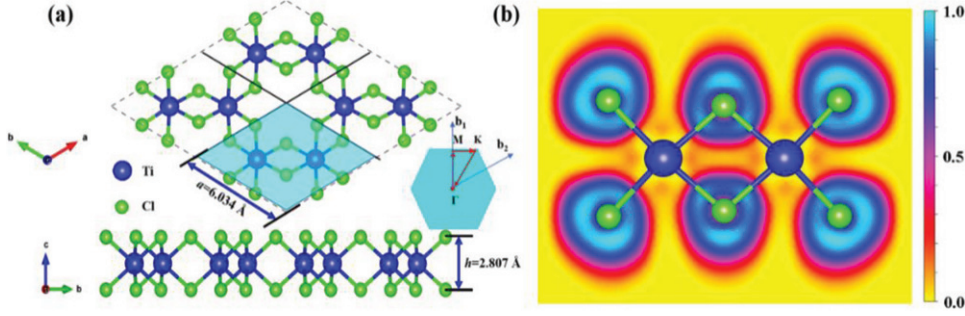 (a)
b
a
Ti
Cl
a=6.034 Å
b₁
M
K
b₂
Γ
c
b
h=2.807 Å
(b)
1.0
0.5
0.0